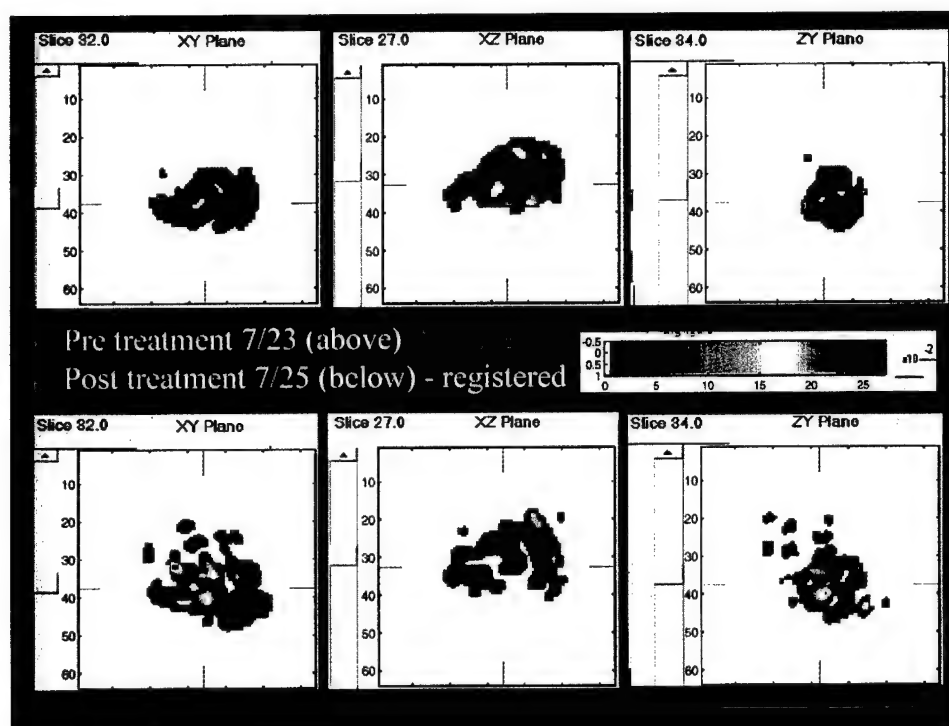 Slice 32.0 XY Plane Slice 27.0 XZ Plane Slice 34.0 ZY Plane
10 10 10
20 20 20
30 30 30
40 40 40
50 50 50
60 60 60
Pre treatment 7/23 (above)
Post treatment 7/25 (below) - registered
-0.5
0
0.5
1
0 5 10 15 20 25
x10 -2
Slice 32.0 XY Plane Slice 27.0 XZ Plane Slice 34.0 ZY Plane
10 10 10
20 20 20
30 30 30
40 40 40
50 50 50
60 60 60